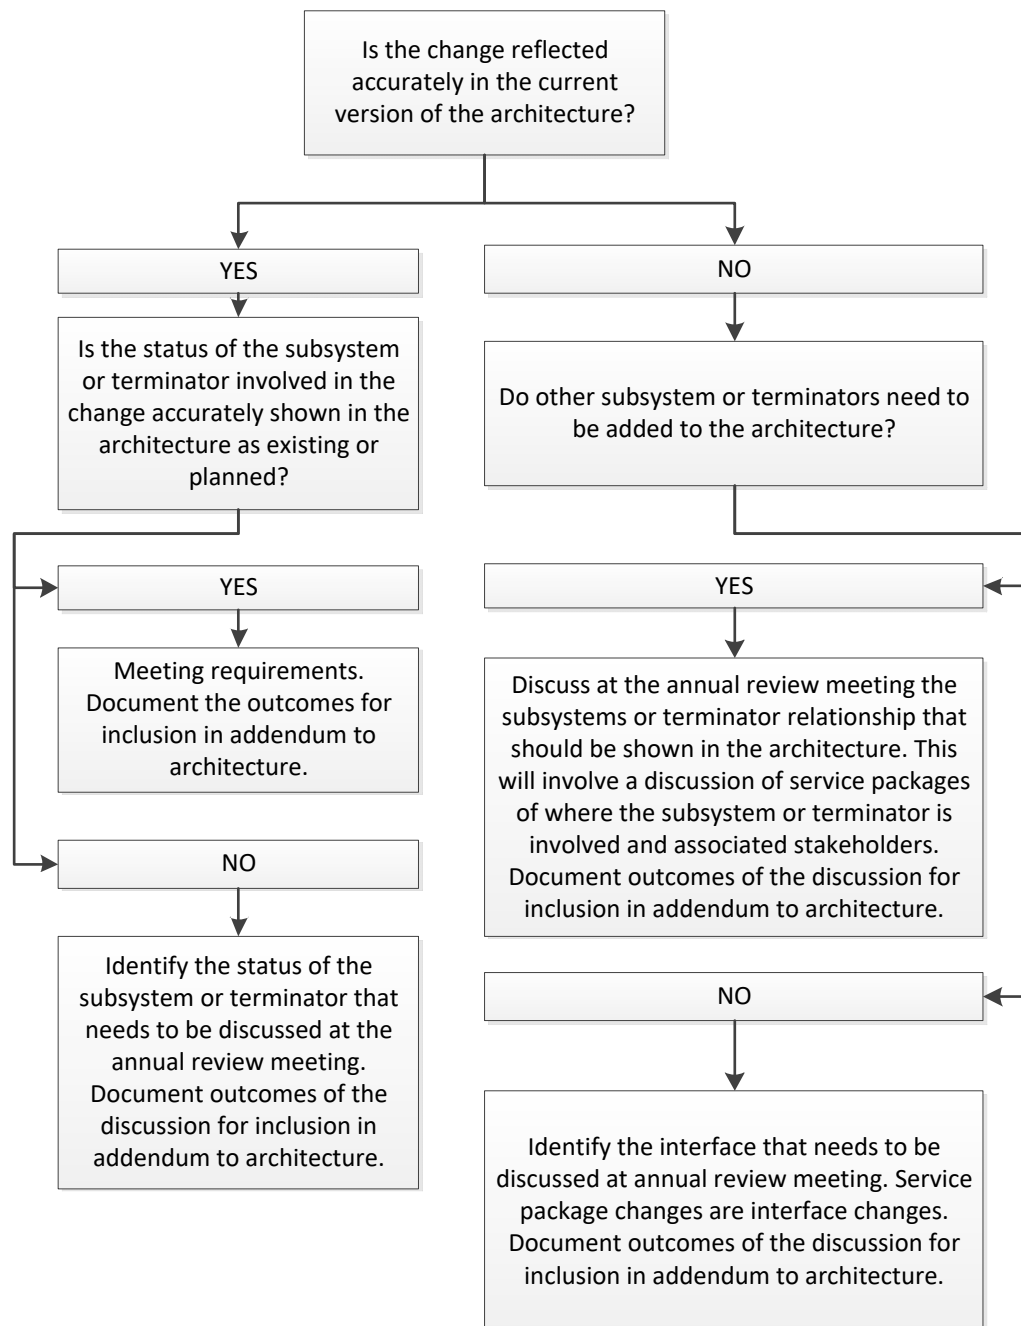 Is the change reflected
accurately in the current
version of the architecture?
YES
Is the status of the subsystem
or terminator involved in the
change accurately shown in the
architecture as existing or
planned?
YES
Meeting requirements.
Document the outcomes for
inclusion in addendum to
architecture.
NO
Identify the status of the
subsystem or terminator that
needs to be discussed at the
annual review meeting.
Document outcomes of the
discussion for inclusion in
addendum to architecture.
NO
Do other subsystem or terminators need to
be added to the architecture?
YES
Discuss at the annual review meeting the
subsystems or terminator relationship that
should be shown in the architecture. This
will involve a discussion of service packages
of where the subsystem or terminator is
involved and associated stakeholders.
Document outcomes of the discussion for
inclusion in addendum to architecture.
NO
Identify the interface that needs to be
discussed at annual review meeting. Service
package changes are interface changes.
Document outcomes of the discussion for
inclusion in addendum to architecture.